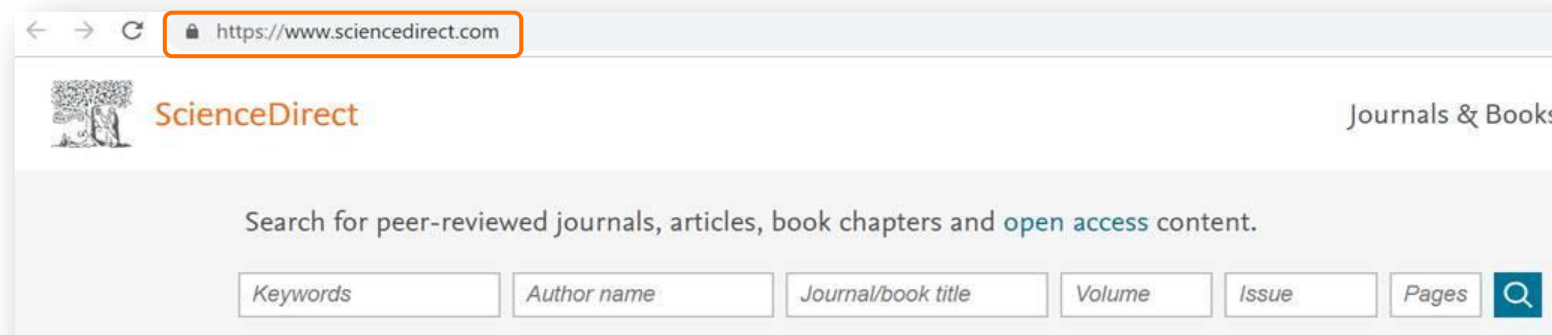 https://www.sciencedirect.com
ScienceDirect
Journals & Books
Search for peer-reviewed journals, articles, book chapters and open access content.
Keywords Author name Journal/book title Volume Issue Pages